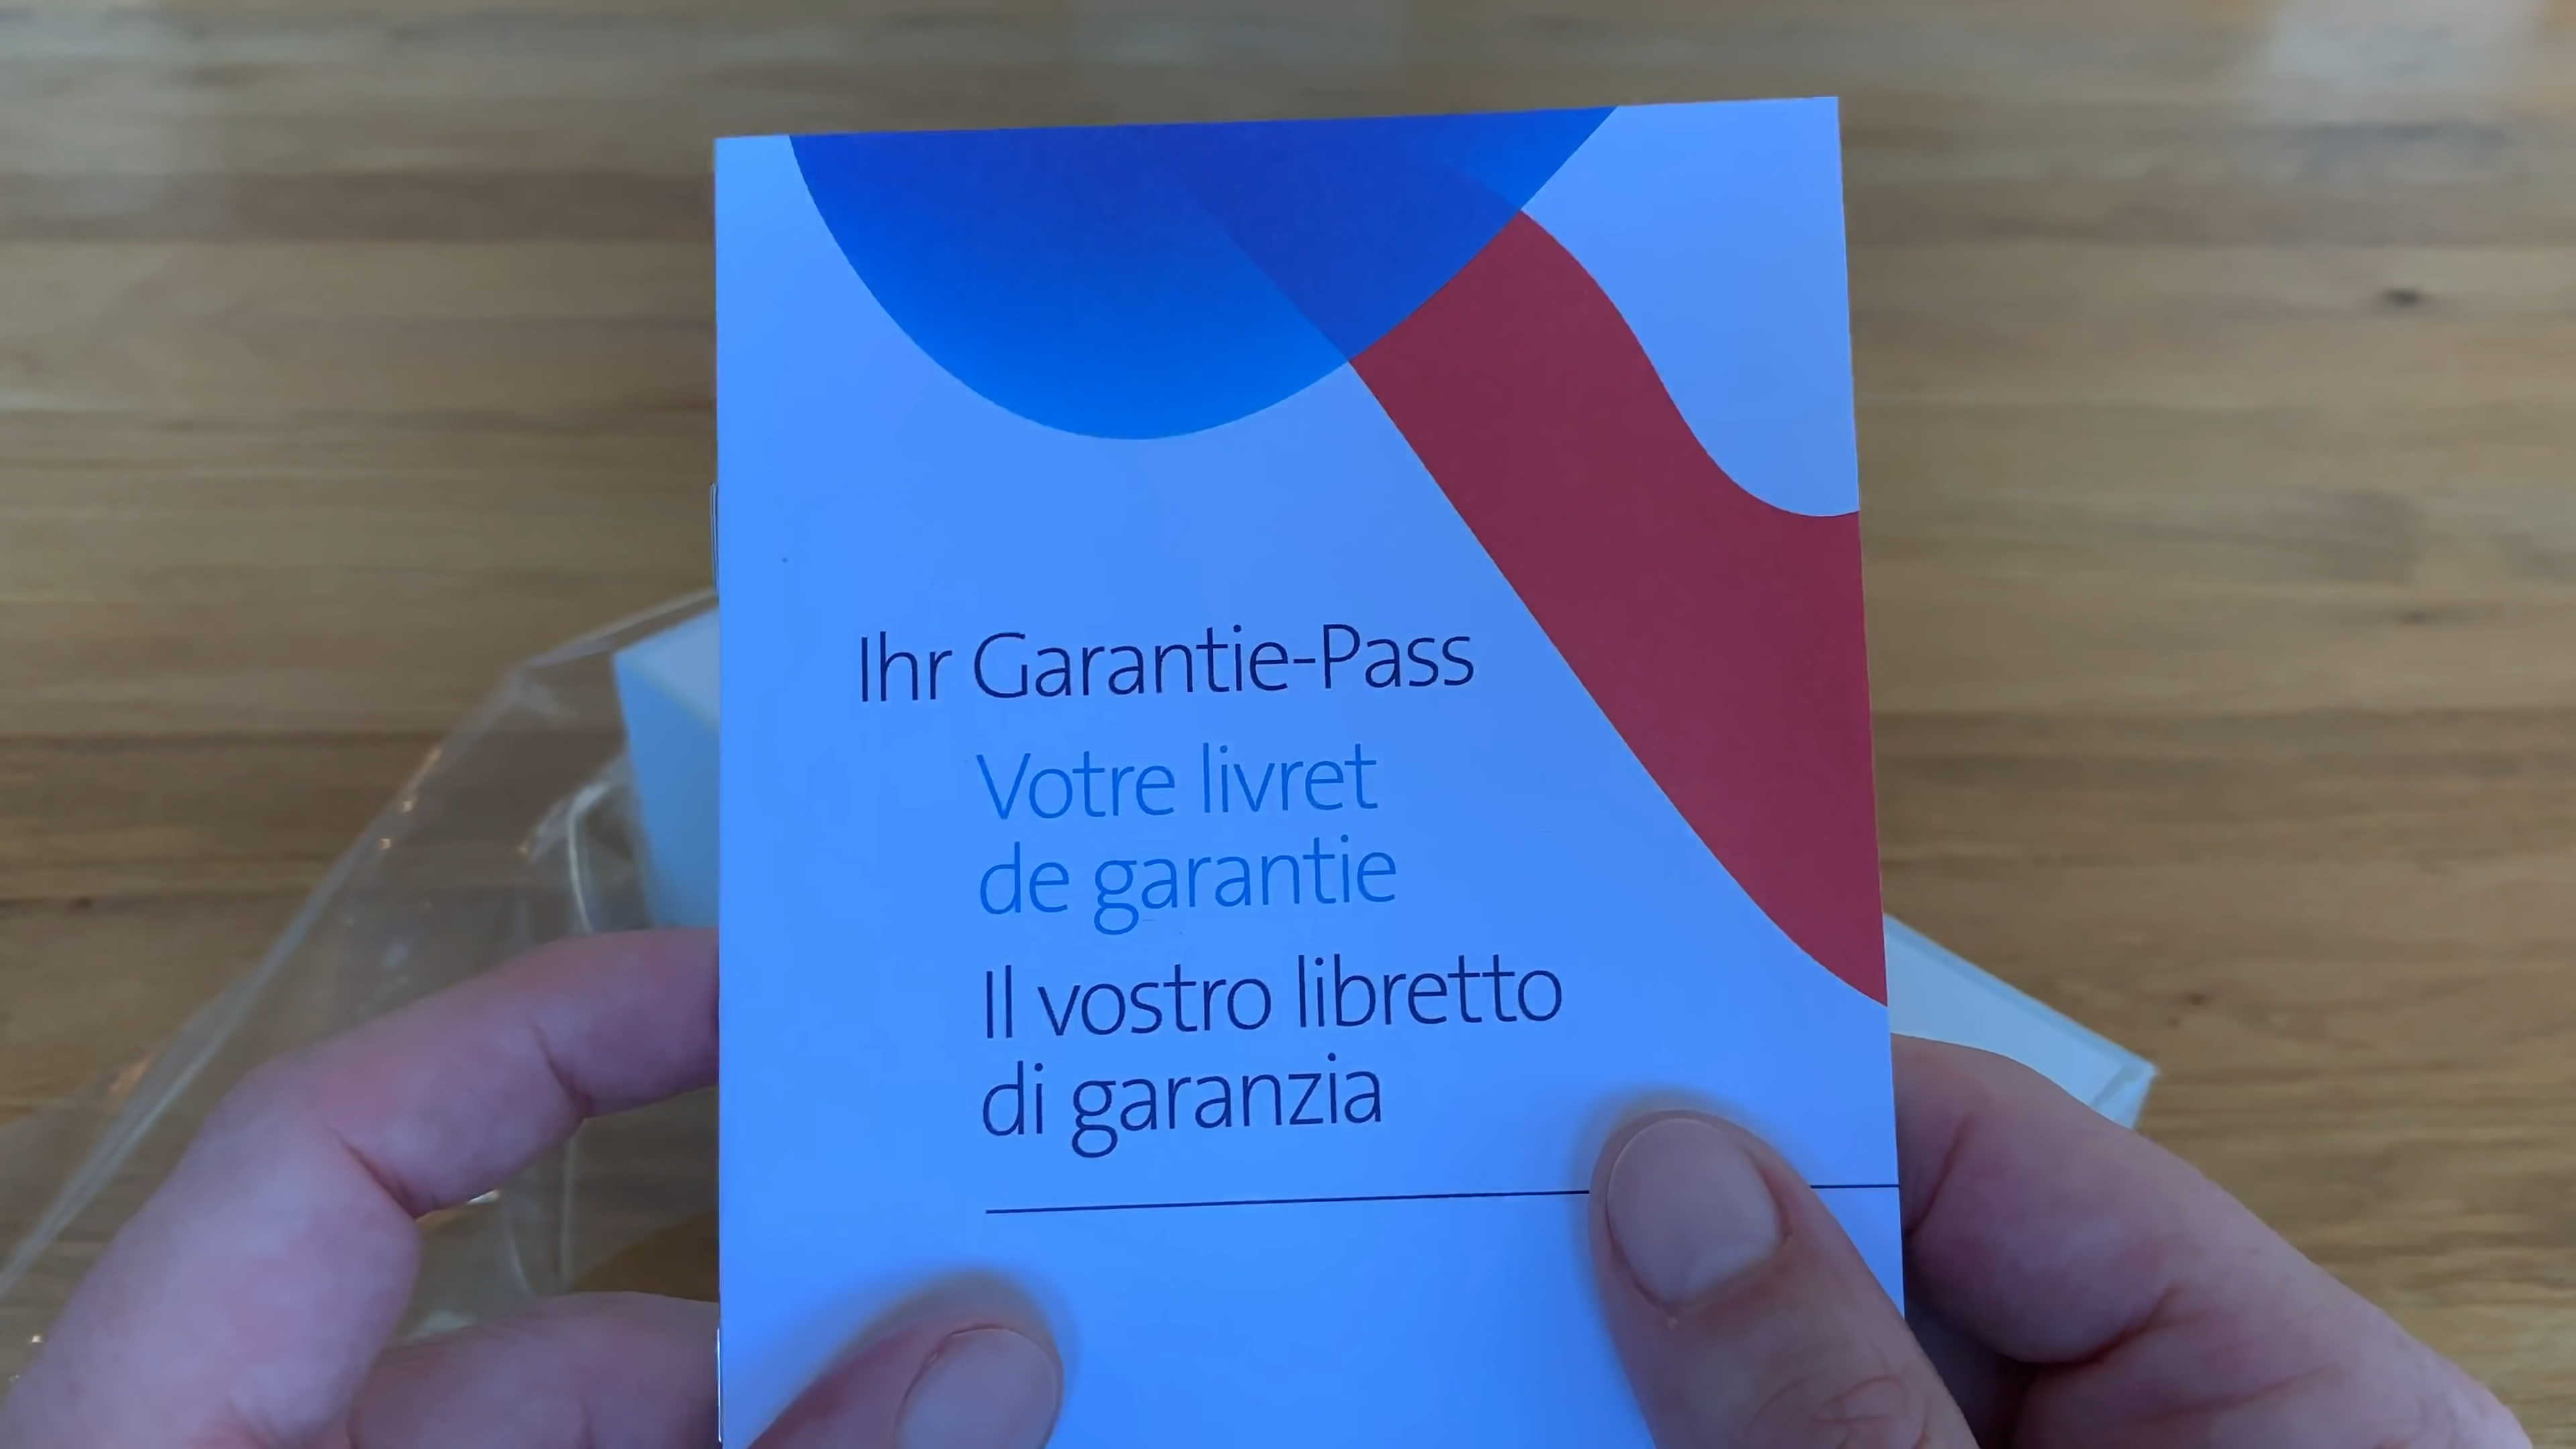 Ihr Garantie-Pass
Votre livret
de garantie
Il vostro libretto
di garanzia